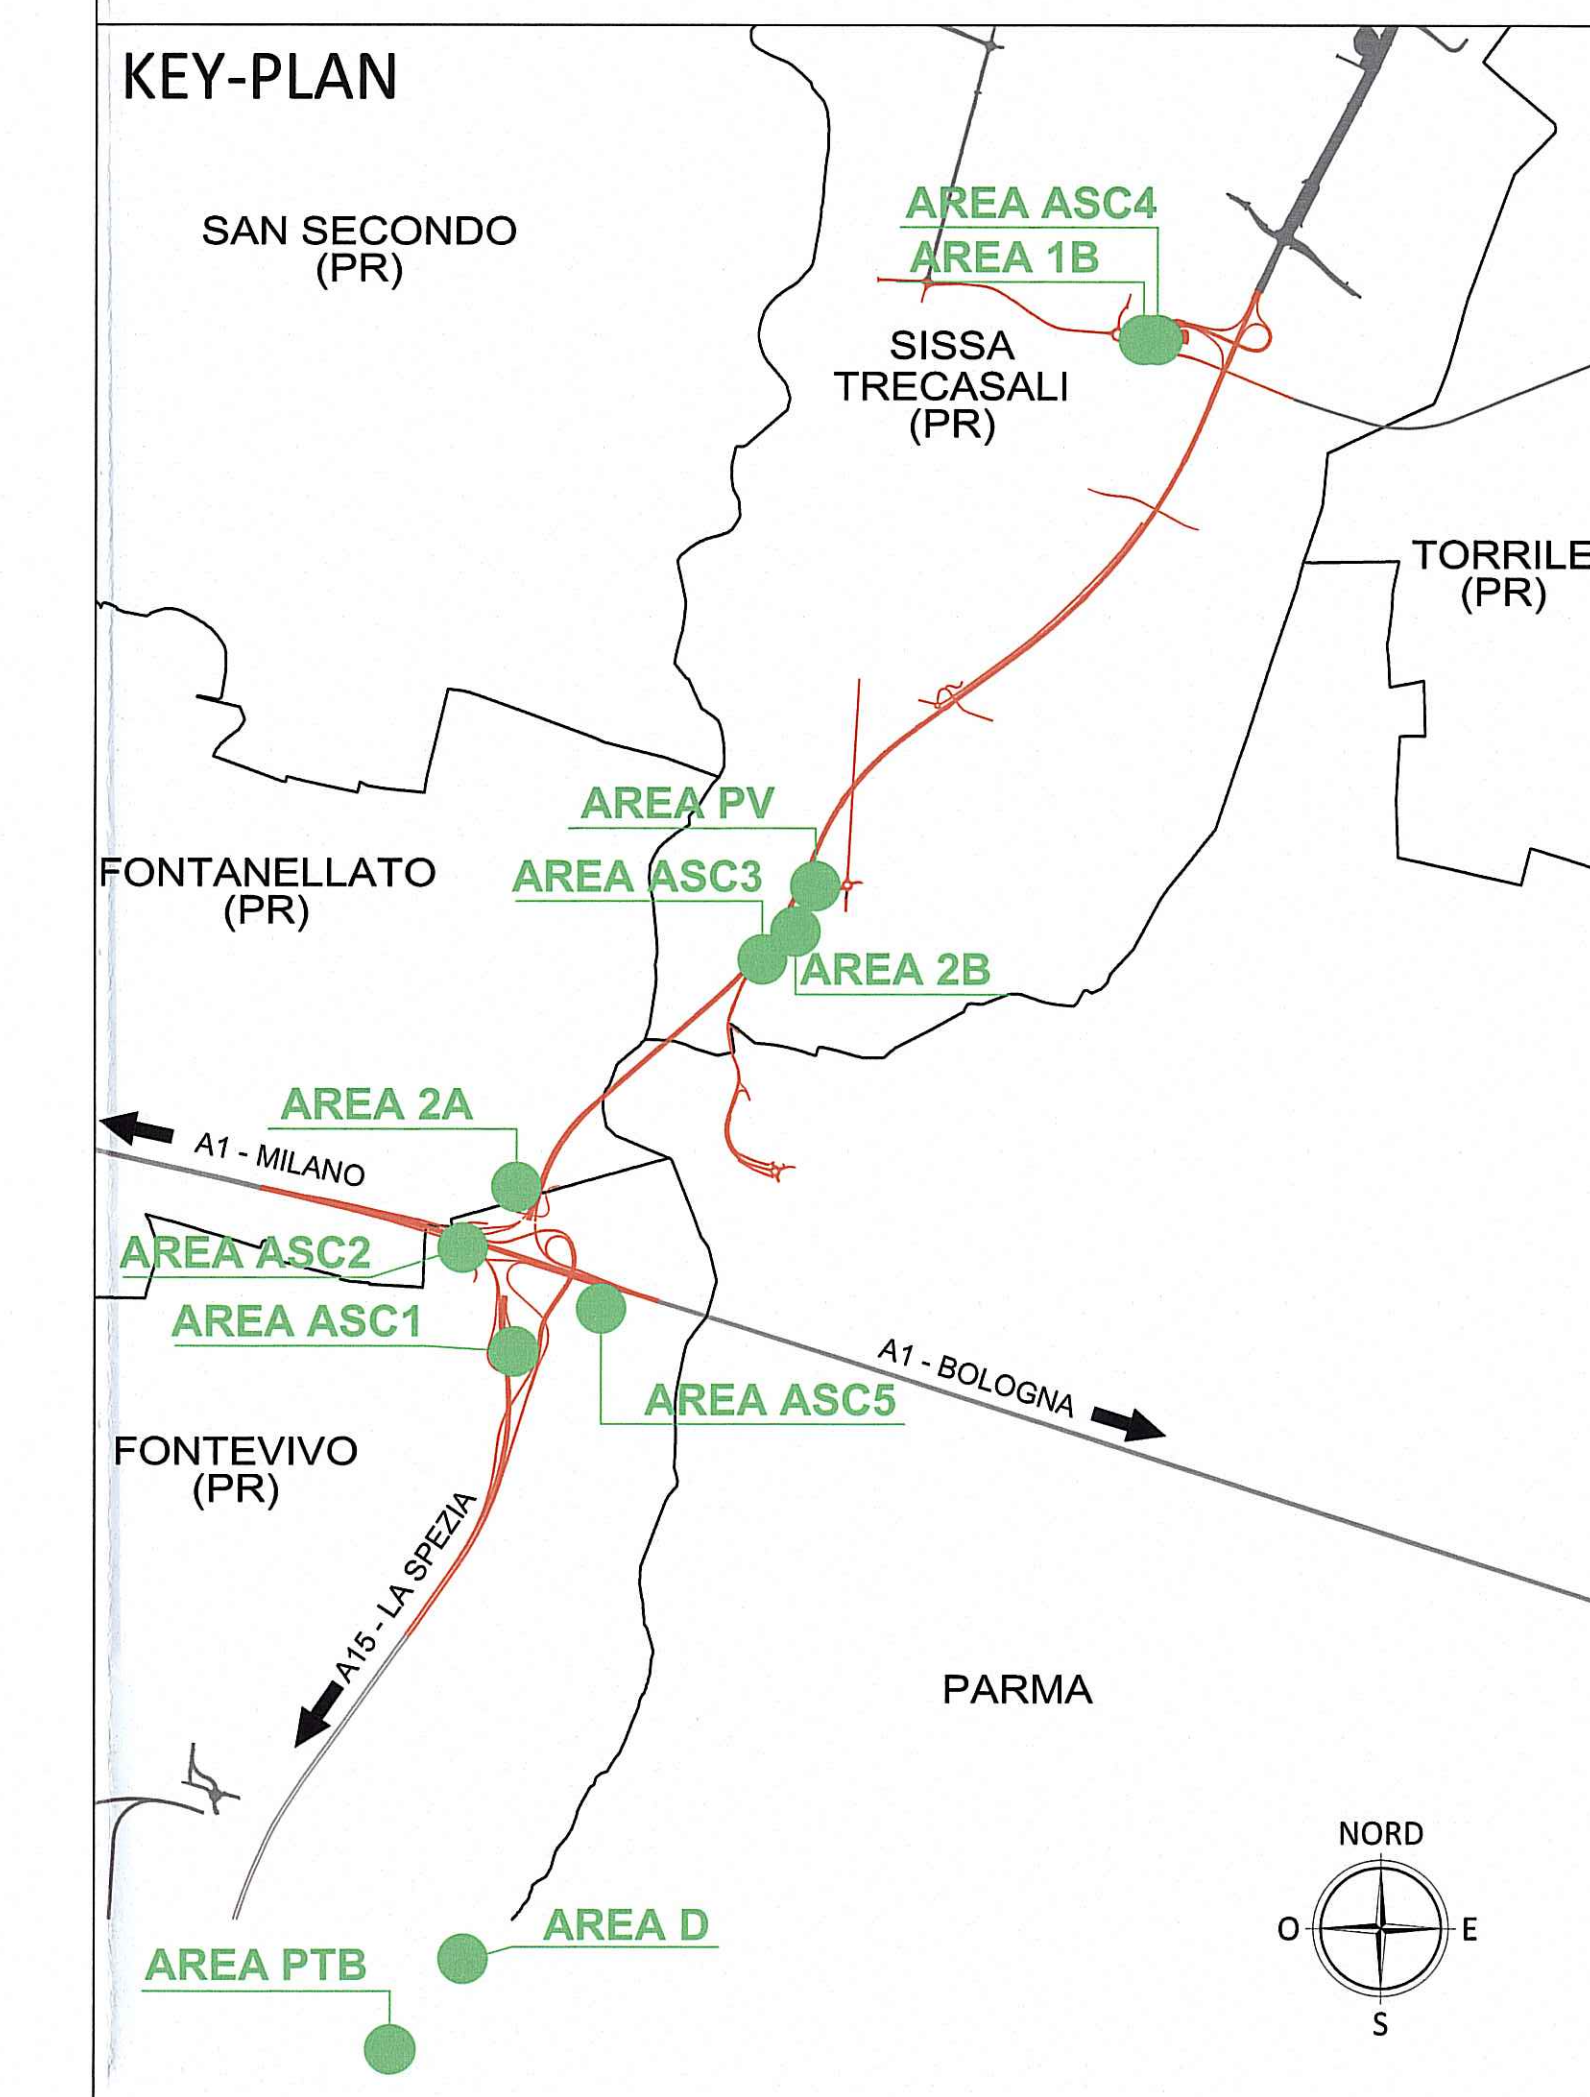 KEY-PLAN
SAN SECONDO
(PR)
AREA ASC4
AREA 1B
SISSA
TRECASALI
(PR)
TORRILE
(PR)
AREA PV
FONTANELLATO
(PR)
AREA ASC3
AREA 2B
AREA 2A
A1 - MILANO
AREA ASC2
AREA ASC1
A1 - BOLOGNA
AREA ASC5
FONTEVIVO
(PR)
A15 - LA SPEZIA
PARMA
NORD
O
E
S
AREA D
AREA PTB